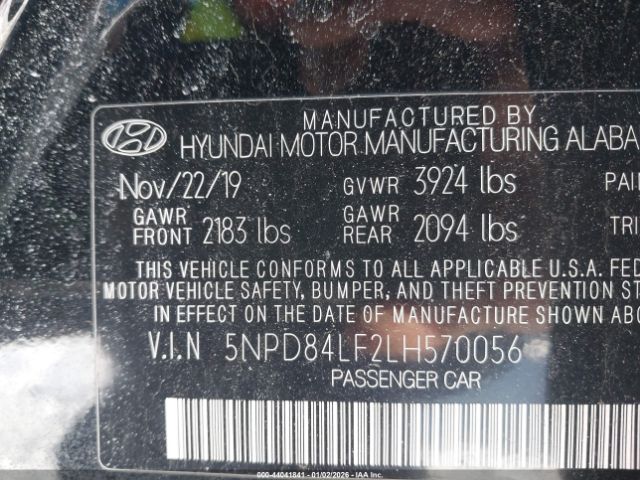 MANUFACTURED BY
HYUNDAI MOTOR MANUFACTURING ALABA
Nov/22/19 GVWR 3924 lbs PAI
GAWR FRONT 2183 lbs GAWR REAR 2094 lbs TRI
THIS VEHICLE CONFORMS TO ALL APPLICABLE U.S.A. FED
MOTOR VEHICLE SAFETY, BUMPER, AND THEFT PREVENTION ST
IN EFFECT ON THE DATE OF MANUFACTURE SHOWN ABOVE.
V.I.N 5NPD84LF2LH570056
PASSENGER CAR
000-44041841 - 01/02/2026 - IAA Inc.